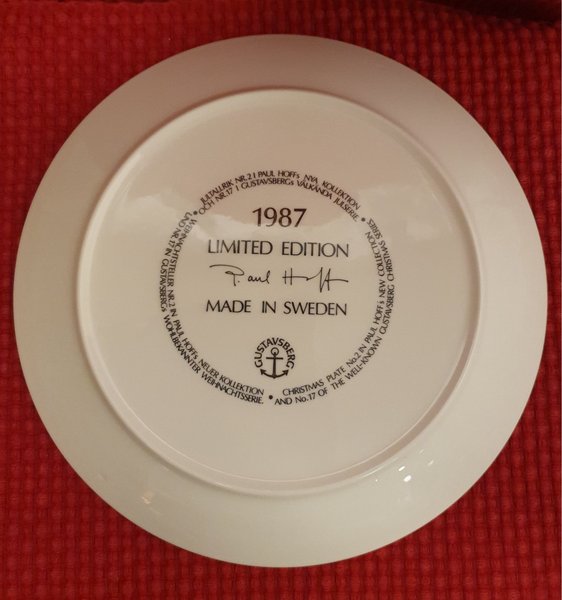 JULTALLRIK NR. 2 I PAUL HOFFs NYA KOLLEKTION
OCH NR. 17 I GUSTAVSBERGs VÄLKÄNDA JULSERIE.
1987
LIMITED EDITION
Paul Hoff
MADE IN SWEDEN
GUSTAVSBERG
CHRISTMAS PLATE No. 2 IN PAUL HOFFs NEW COLLECTION
AND No. 17 OF THE WELL-KNOWN GUSTAVSBERG CHRISTMAS SERIES.
WEIHNACHTSTELLER NR. 2 IN PAUL HOFFs NEUER KOLLEKTION
UND NR. 17 IN GUSTAVSBERGs WOHLBEKANNTER WEIHNACHTSSERIE.